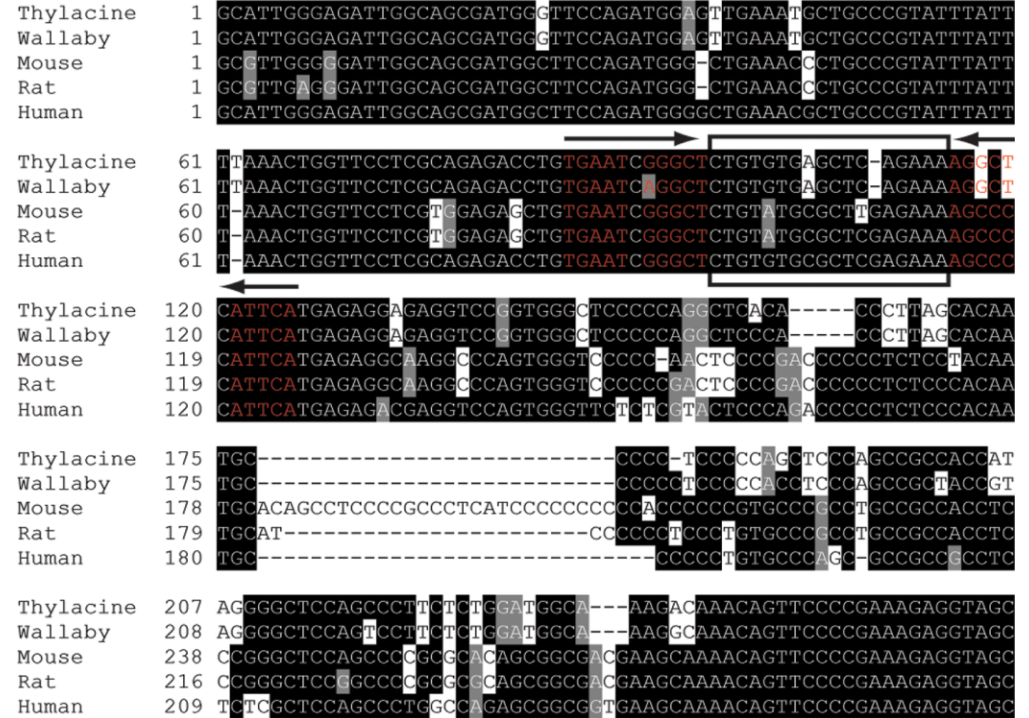 Thylacine 1 GCATTGGGAGATTGGCAGCGATGGGTTCCAGATGGAGTTGAAATGCTGCCCGTATTTATT
Wallaby 1 GCATTGGGAGATTGGCAGCGATGGGTTCCAGATGGAGTTGAAATGCTGCCCGTATTTATT
Mouse 1 GCGTTGGGGGATTGGCAGCGATGGCTTCCAGATGGG-CTGAAACCCTGCCCGTATTTATT
Rat 1 GCGTTGAGGGATTGGCAGCGATGGCTTCCAGATGGG-CTGAAACCCTGCCCGTATTTATT
Human 1 GCATTGGGAGATTGGCAGCGATGGCTTCCAGATGGGGCTGAAACGCTGCCCGTATTTATT
Thylacine 61 TTAAACTGGTTCCTCGCAGAGACCTGTGAATCGGGCTCTGTGTGAGCTC-AGAAAAGGCT
Wallaby 61 TTAAACTGGTTCCTCGCAGAGACCTGTGAATCAGGCTCTGTGTGAGCTC-AGAAAAGGCT
Mouse 60 T-AAACTGGTTCCTCGTGGAGAGCTGTGAATCGGGCTCTGTATGCGCTTGAGAAAAGCCC
Rat 60 T-AAACTGGTTCCTCGTGGAGAGCTGTGAATCGGGCTCTGTATGCGCTCGAGAAAAGCCC
Human 61 T-AAACTGGTTCCTCGCAGAGACCTGTGAATCGGGCTCTGTGTGCGCTCGAGAAAAGCCC
Thylacine 120 CATTCATGAGAGGAGAGGTCCGGTGGGCTCCCCCAGGCTCACA-----CCCTTAGCACAA
Wallaby 120 CATTCATGAGAGGAGAGGTCCGGTGGGCTCCCCCAGGCTCCCA-----CCCTTAGCACAA
Mouse 119 CATTCATGAGAGGCAAGGCCCAGTGGGTCCCCC-AACTCCCCGACCCCCCTCTCCTACAA
Rat 119 CATTCATGAGAGGCAAGGCCCAGTGGGTCCCCCCGACTCCCCGACCCCCCTCTCCCACAA
Human 120 CATTCATGAGAGACGAGGTCCAGTGGGTTCTCTCGTACTCCCAGACCCCCTCTCCCACAA
Thylacine 175 TGC---------------------------CCCC-TCCCCCAGCTCCCAGCCGCCACCAT
Wallaby 175 TGC---------------------------CCCCCTCCCCCACCTCCCAGCCGCTACCGT
Mouse 178 TGCACAGCCTCCCCGCCCTCATCCCCCCCCCCACCCCCCGTGCCCGCCTGCCGCCACCTC
Rat 179 TGCAT-----------------------CCCCCCTCCCTGTGCCCGCCTGCCGCCACCTC
Human 180 TGC------------------------------CCCCCTGTGCCCAGC-GCCGCCGCCTC
Thylacine 207 AGGGGCTCCAGCCCTTCTCTGGATGGCA---AAGACAAACAGTTCCCCGAAAGAGGTAGC
Wallaby 208 AGGGGCTCCAGTCCTTCTCTGGATGGCA---AAGGCAAACAGTTCCCCGAAAGAGGTAGC
Mouse 238 CCGGGCTCCAGCCCCGCGCACAGCGGCGACGAAGCAAAACAGTTCCCCGAAAGAGGTAGC
Rat 216 CCGGGCTCCGGCCCCGCGCGCAGCGGCGACGAAGCAAAACAGTTCCCCGAAAGAGGTAGC
Human 209 TCTCGCTCCAGCCCTGGCCAGAGCGGCGGTGAAGCAAAACAGTTCCCCGAAAGAGGTAGC